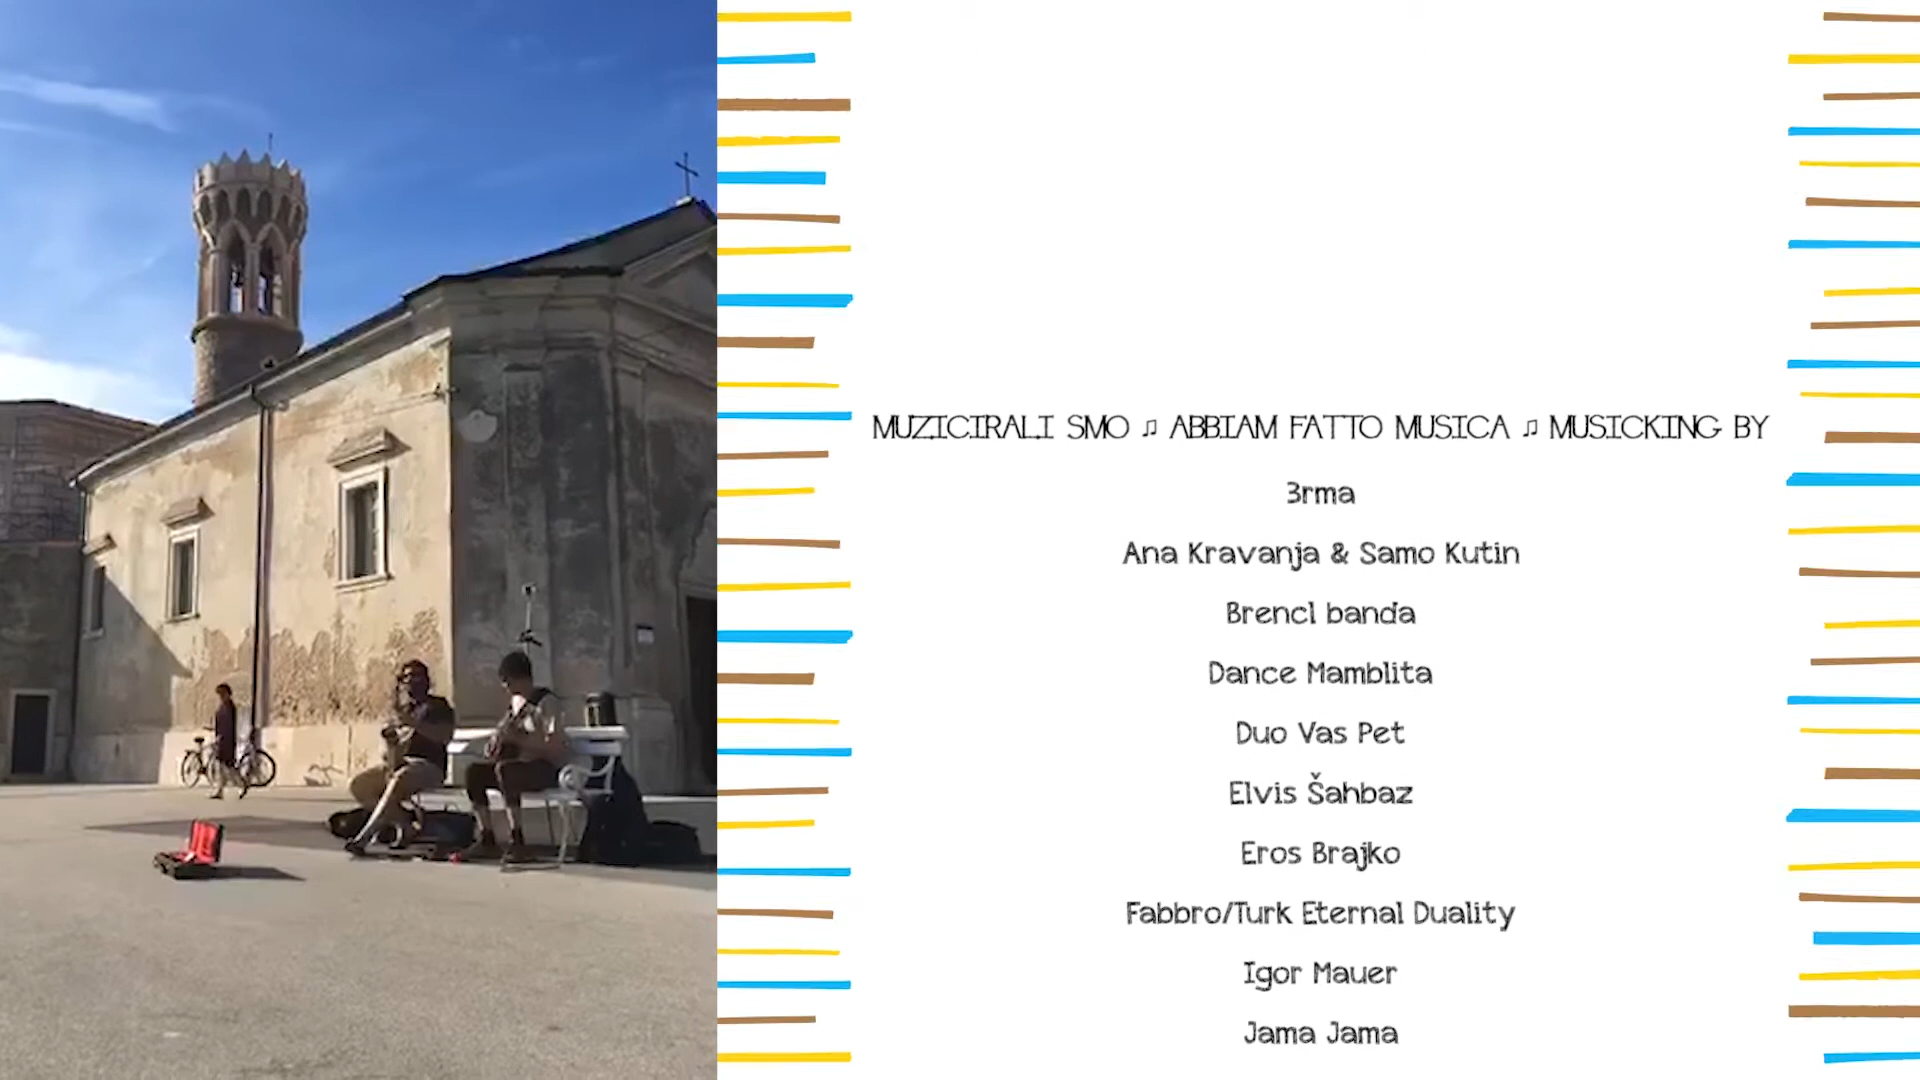 MUZICIRALI SMO ♫ ABBIAM FATTO MUSICA ♫ MUSICKING BY
3rma
Ana Kravanja & Samo Kutin
Brencl banda
Dance Mamblita
Duo Vas Pet
Elvis Šahbaz
Eros Brajko
Fabbro/Turk Eternal Duality
Igor Mauer
Jama Jama